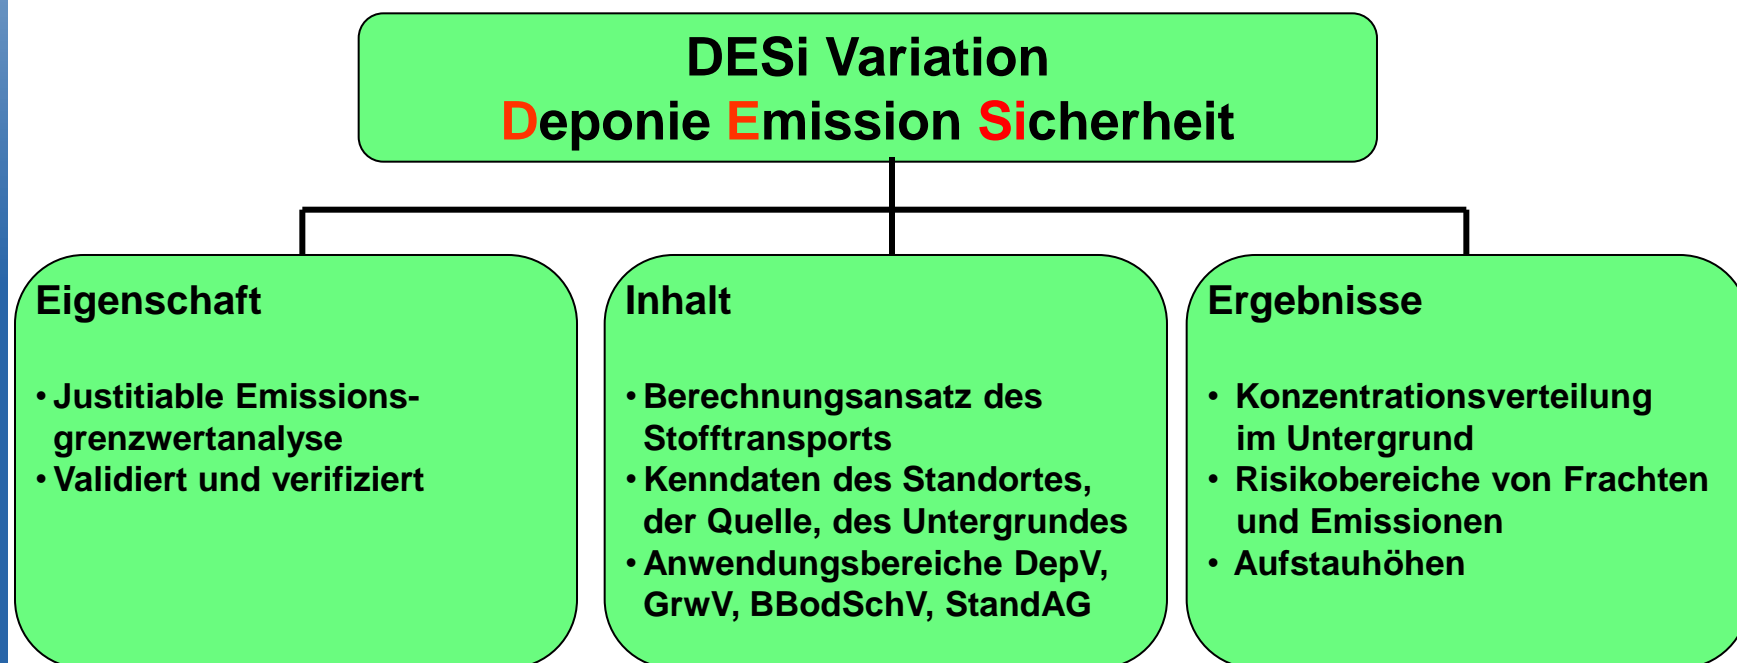 DESi Variation
Deponie Emission Sicherheit
Eigenschaft
• Justitiable Emissions-
grenzwertanalyse
• Validiert und verifiziert
Inhalt
• Berechnungsansatz des
Stofftransports
• Kenndaten des Standortes,
der Quelle, des Untergrundes
• Anwendungsbereiche DepV,
GrwV, BBodSchV, StandAG
Ergebnisse
• Konzentrationsverteilung
im Untergrund
• Risikobereiche von Frachten
und Emissionen
• Aufstauhöhen